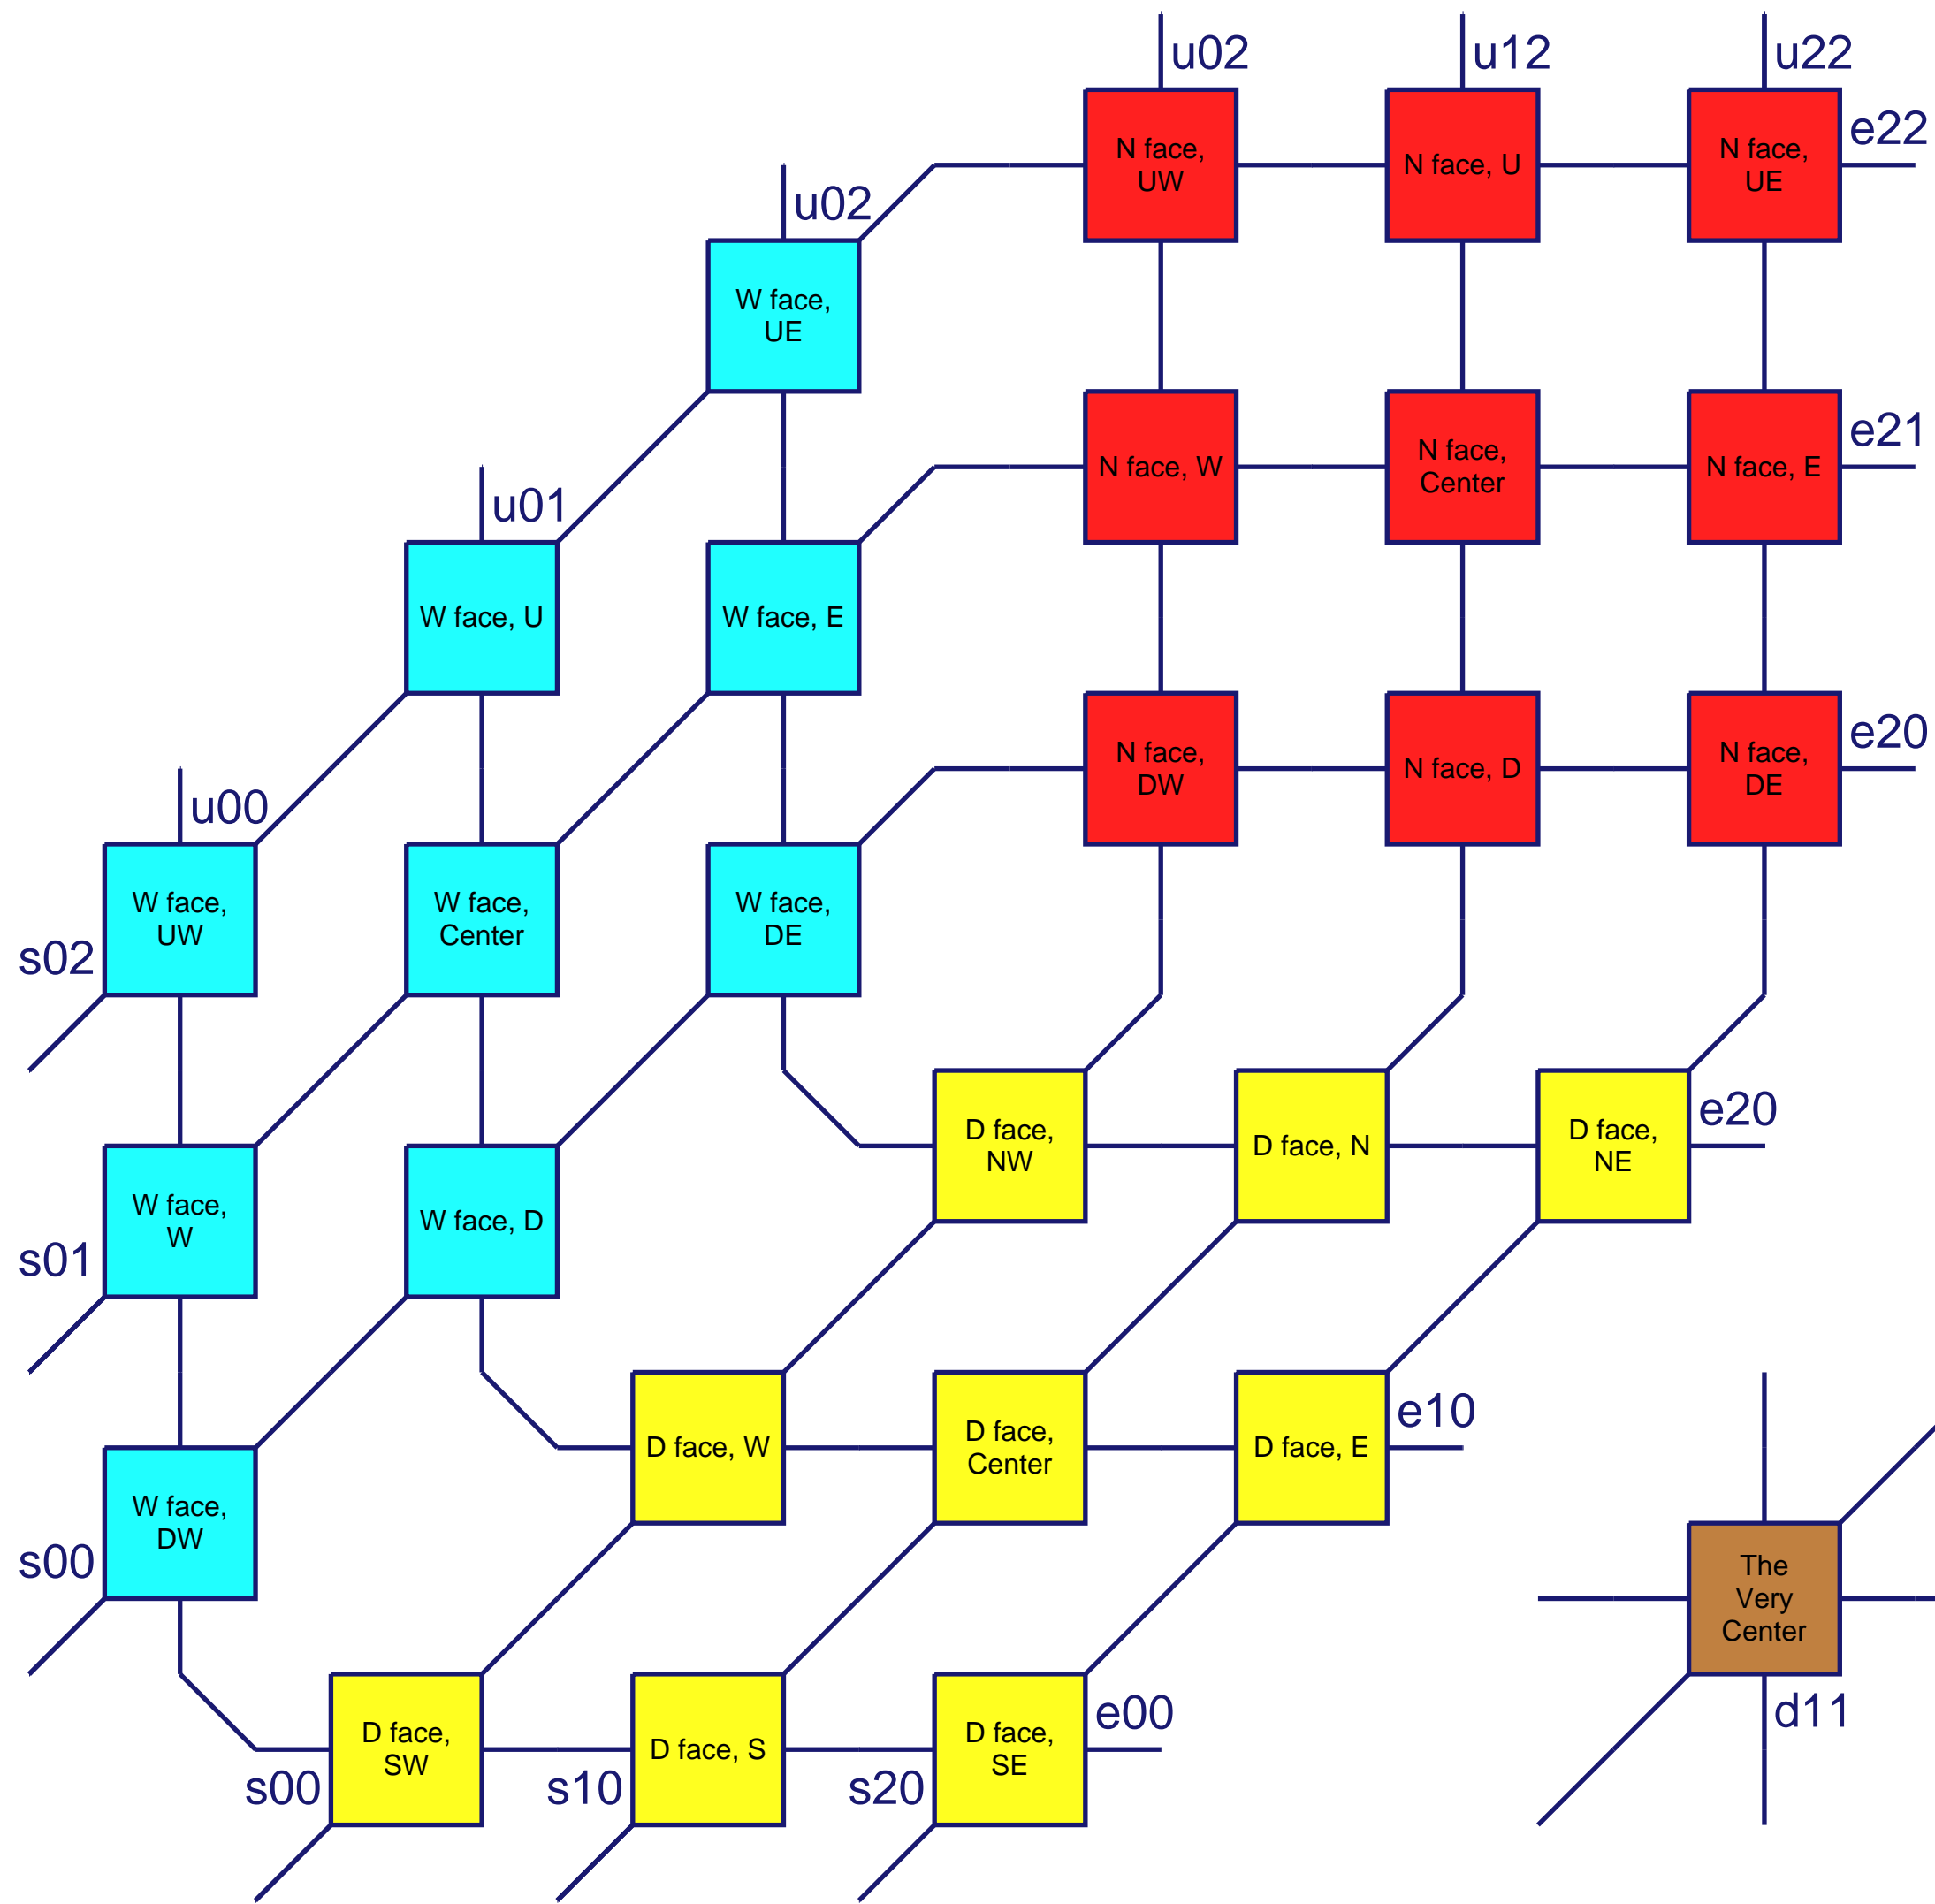 u02
u12
u22
N face,
UW
N face, U
N face,
UE
e22
u02
W face,
UE
u01
N face, W
N face,
Center
N face, E
e21
W face, U
W face, E
u00
N face,
DW
N face, D
N face,
DE
e20
W face,
UW
s02
W face,
Center
W face,
DE
D face,
NW
D face, N
D face,
NE
e20
W face,
W
s01
W face, D
D face, W
D face,
Center
D face, E
e10
W face,
DW
s00
The
Very
Center
d11
D face,
SW
s00
D face, S
s10
D face,
SE
s20
e00